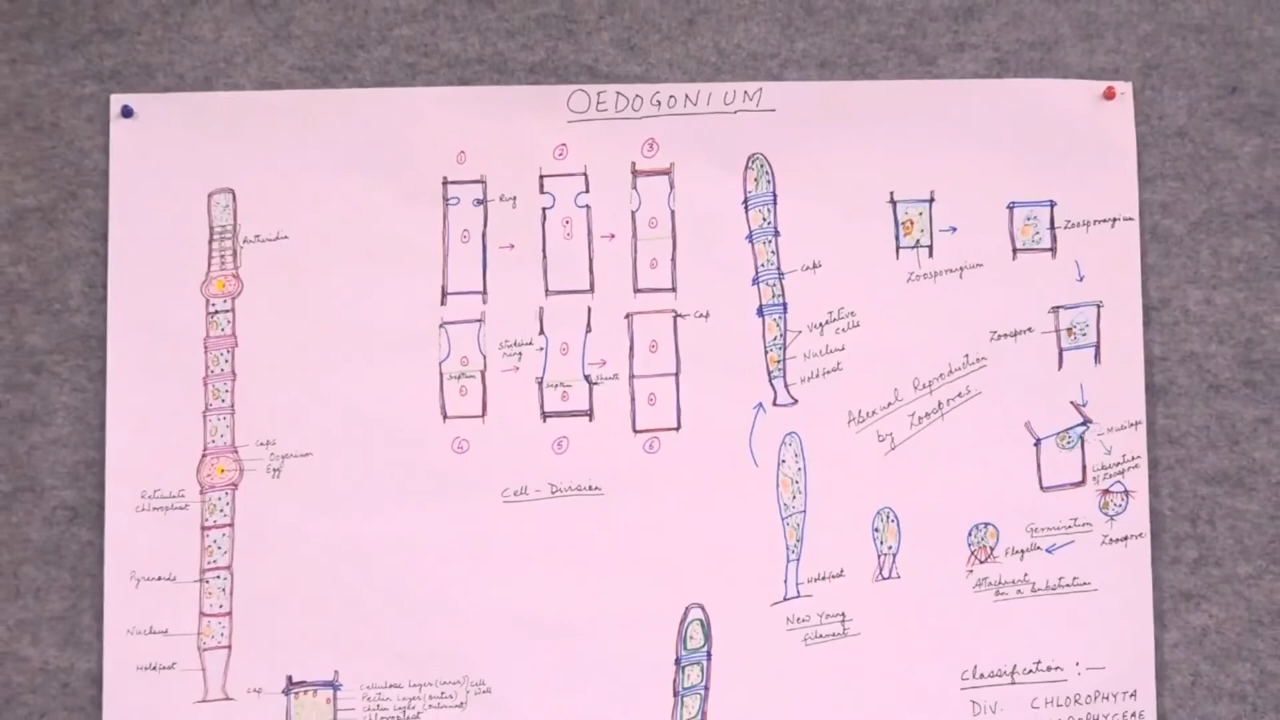 OEDOGONIUM
Antheridia
caps
Oogonium
Egg
Reticulate
chloroplast
Pyrenoids
Nucleus
Holdfast
cap
Cellulose Layer (inner)
Pectin Layer (outer)
Chitin Layer (outermost)
Chloroplast
Cell
Wall
1
2
3
Ring
Stretched
ring
Septum
Septum
Sheath
Cap
4
5
6
Cell-Division
caps
Vegetative
cells
Nucleus
Holdfast
Holdfast
New Young
filament
Asexual Reproduction
by Zoospores.
Zoosporangium
Zoosporangium
Zoospore
Mucilage
Liberation
of Zoospore
Zoospore
Germination
Flagella
Attachment
on a substratum
Classification :-
Div. CHLOROPHYTA